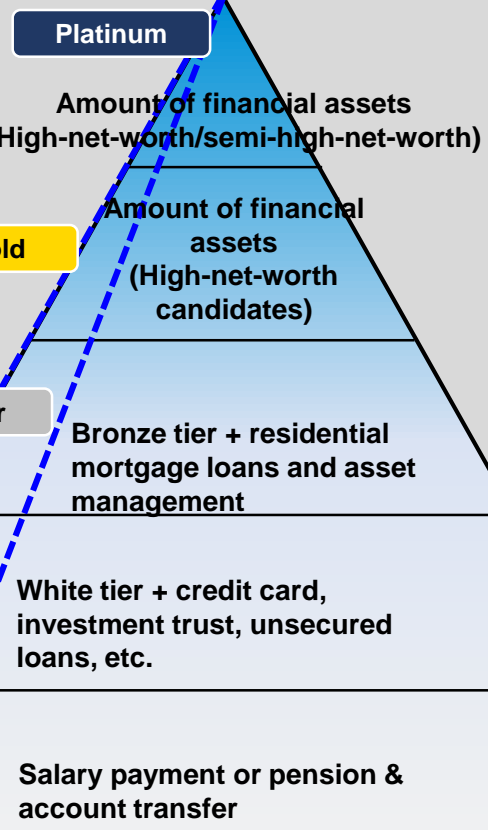 Platinum
Amount of financial assets
High-net-worth/semi-high-net-worth)
Amount of financial
assets
(High-net-worth
candidates)
Bronze tier + residential
mortgage loans and asset
management
White tier + credit card,
investment trust, unsecured
loans, etc.
Salary payment or pension &
account transfer